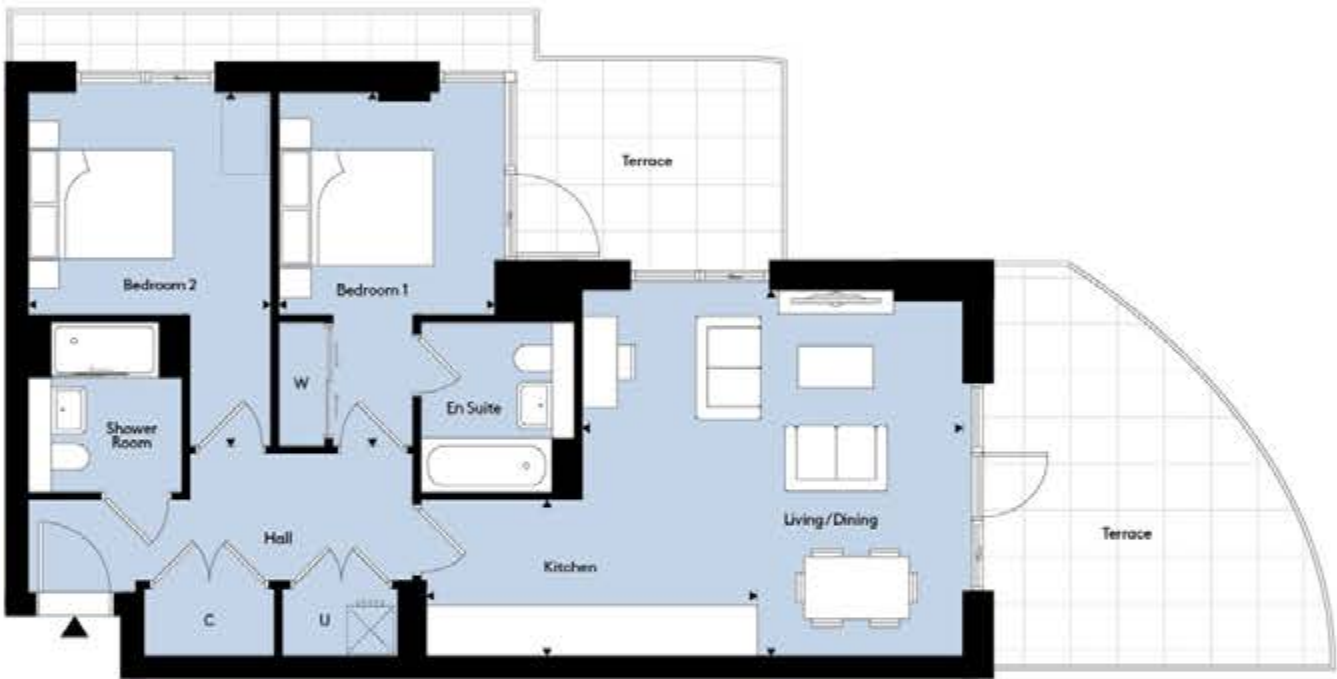 Terrace
Bedroom 2
Bedroom 1
W
En Suite
Shower
Room
Living/Dining
Terrace
Hall
Kitchen
C
U